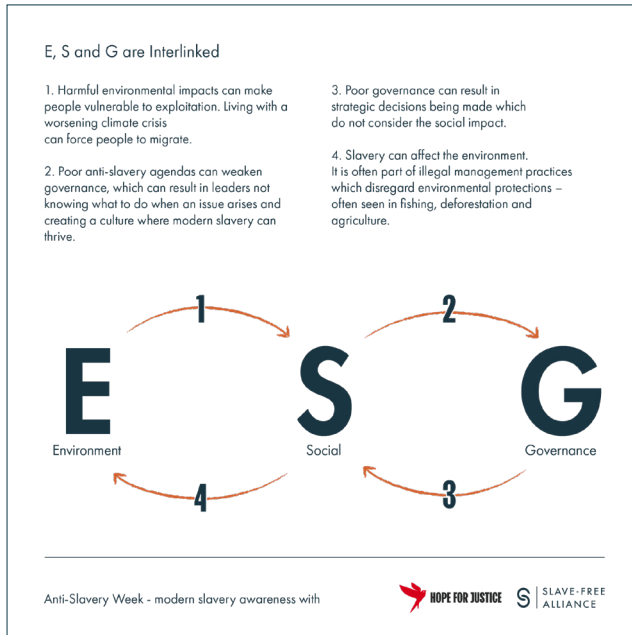 E, S and G are Interlinked
1. Harmful environmental impacts can make
people vulnerable to exploitation. Living with a
worsening climate crisis
can force people to migrate.
2. Poor anti-slavery agendas can weaken
governance, which can result in leaders not
knowing what to do when an issue arises and
creating a culture where modern slavery can
thrive.
3. Poor governance can result in
strategic decisions being made which
do not consider the social impact.
4. Slavery can affect the environment.
It is often part of illegal management practices
which disregard environmental protections –
often seen in fishing, deforestation and
agriculture.
1
2
E
S
G
Environment
Social
Governance
4
3
Anti-Slavery Week - modern slavery awareness with
HOPE FOR JUSTICE
SLAVE-FREE
ALLIANCE